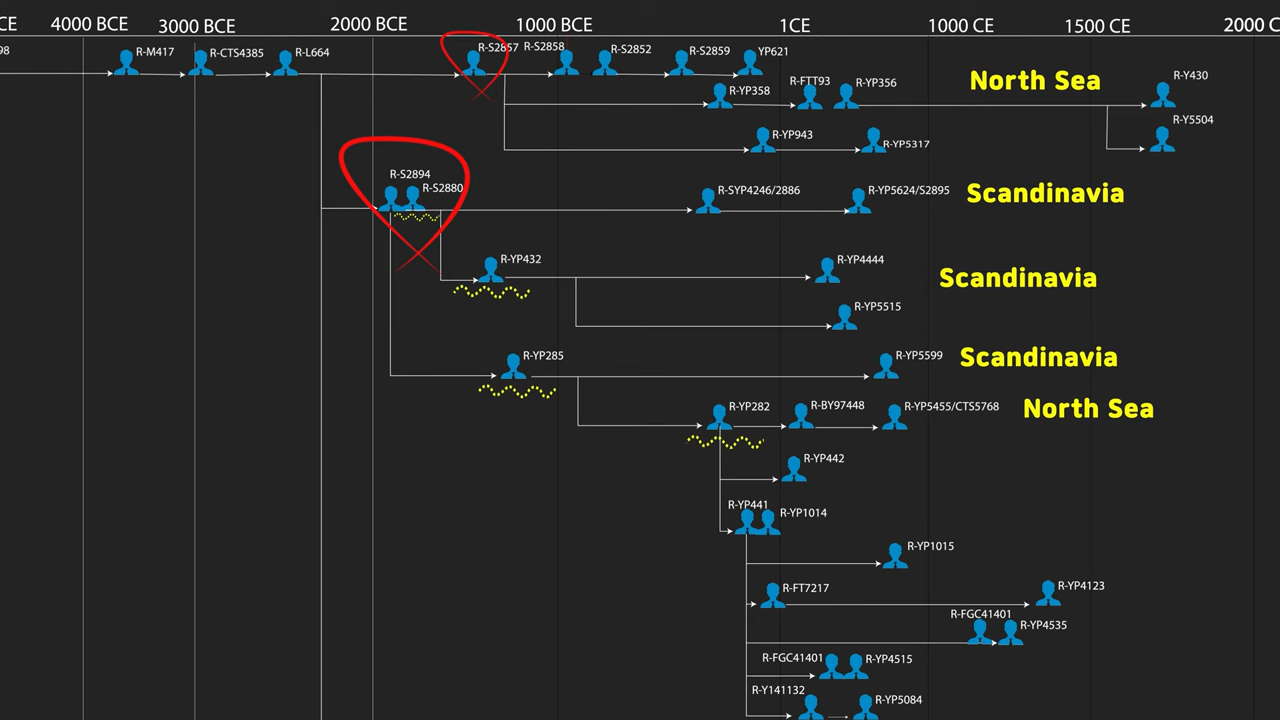 CE 4000 BCE 3000 BCE 2000 BCE 1000 BCE 1CE 1000 CE 1500 CE 2000 C
98 R-M417 R-CTS4385 R-L664 R-S2857 R-S2858 R-S2852 R-S2859 YP621
R-YP358 R-FTT93 R-YP356 North Sea R-Y430
R-Y5504
R-YP943 R-YP5317
R-S2894
R-S2880 R-SYP4246/2886 R-YP5624/S2895 Scandinavia
R-YP432 R-YP4444 Scandinavia
R-YP5515
R-YP285 R-YP5599 Scandinavia
R-YP282 R-BY97448 R-YP5455/CTS5768 North Sea
R-YP442
R-YP441 R-YP1014
R-YP1015
R-FT7217 R-YP4123
R-FGC41401 R-YP4535
R-FGC41401 R-YP4515
R-Y141132 R-YP5084